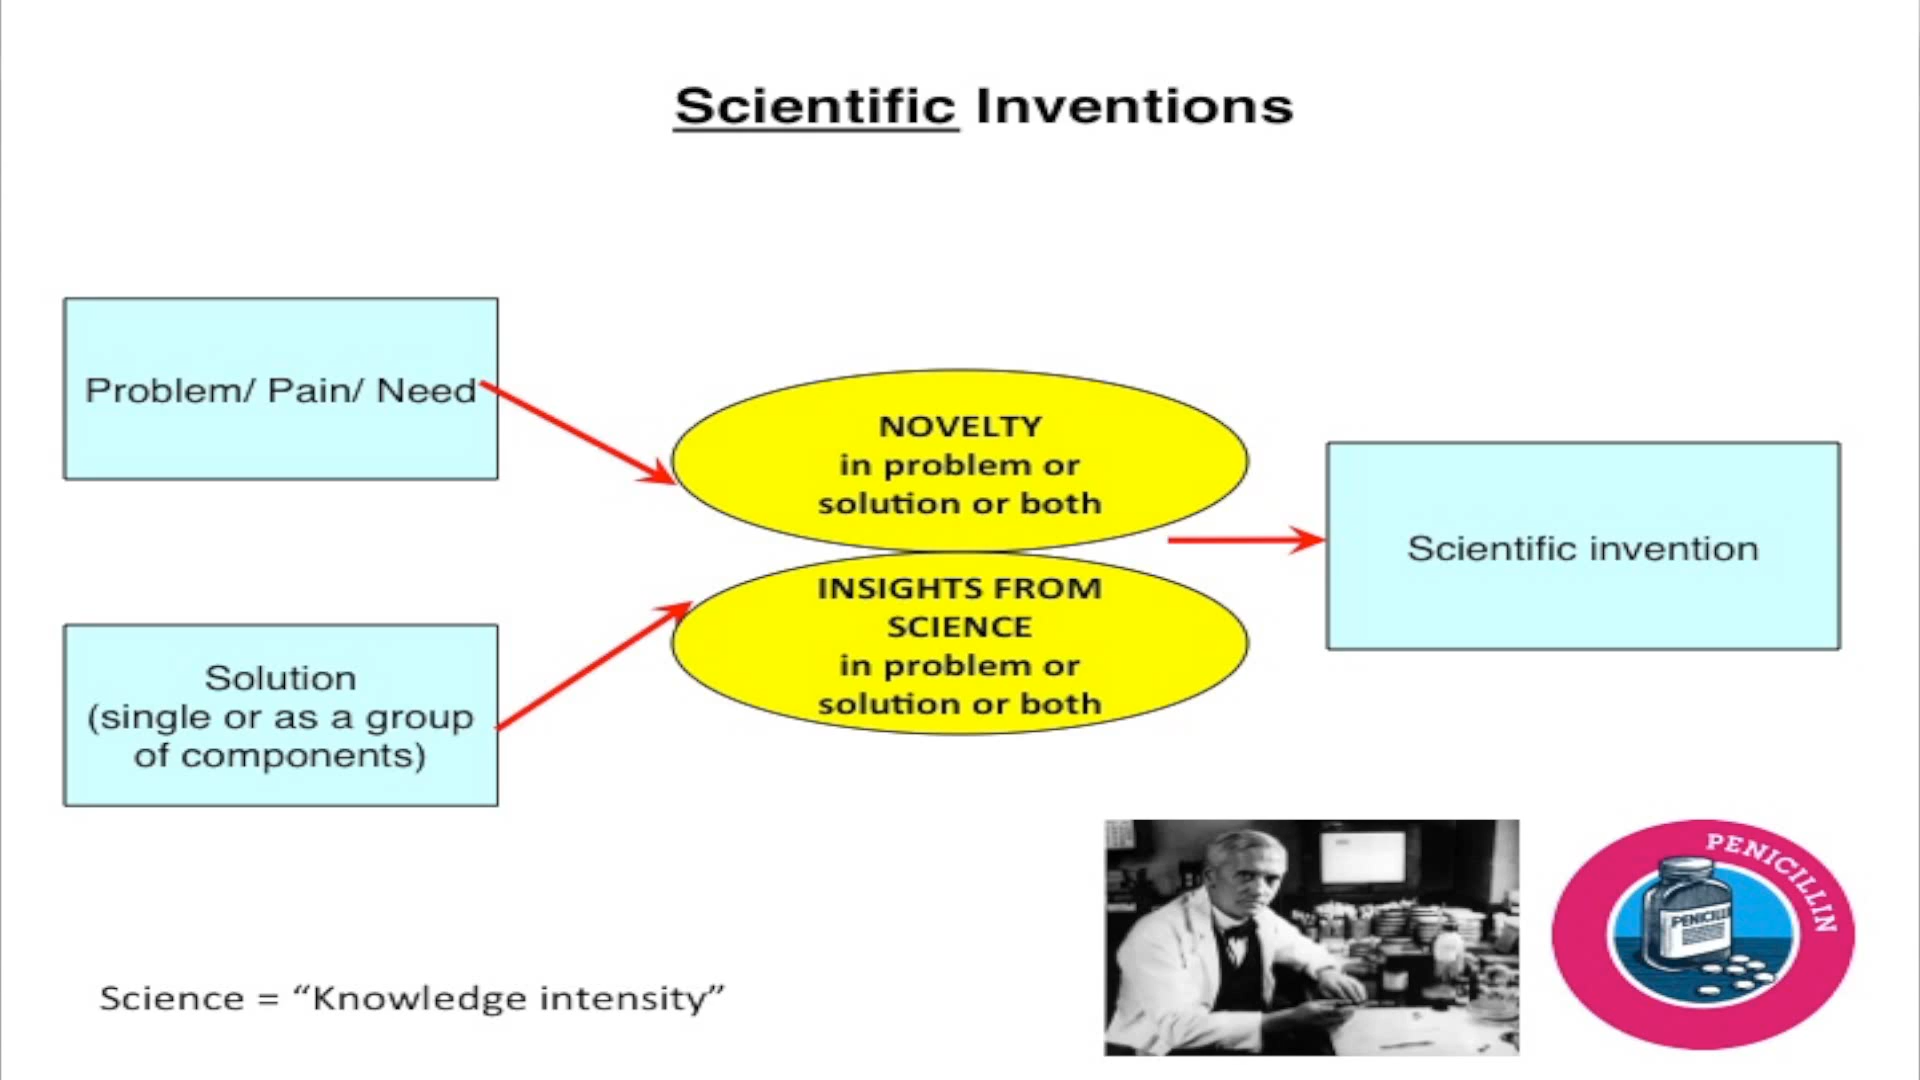 Scientific Inventions
Problem/ Pain/ Need
NOVELTY
in problem or
solution or both
Scientific invention
INSIGHTS FROM
SCIENCE
in problem or
solution or both
Solution
(single or as a group
of components)
PENICILLIN
PENICILL
Science = “Knowledge intensity”